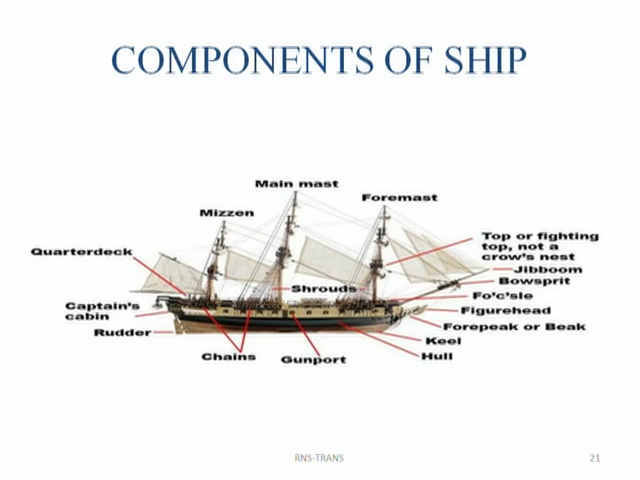 COMPONENTS OF SHIP
Main mast
Foremast
Mizzen
Top or fighting
top, not a
crow's nest
Quarterdeck
Jibboom
Bowsprit
Shrouds
Fo'c'sle
Captain's
cabin
Figurehead
Forepeak or Beak
Rudder
Keel
Chains
Gunport
Hull
RNS-TRANS
21